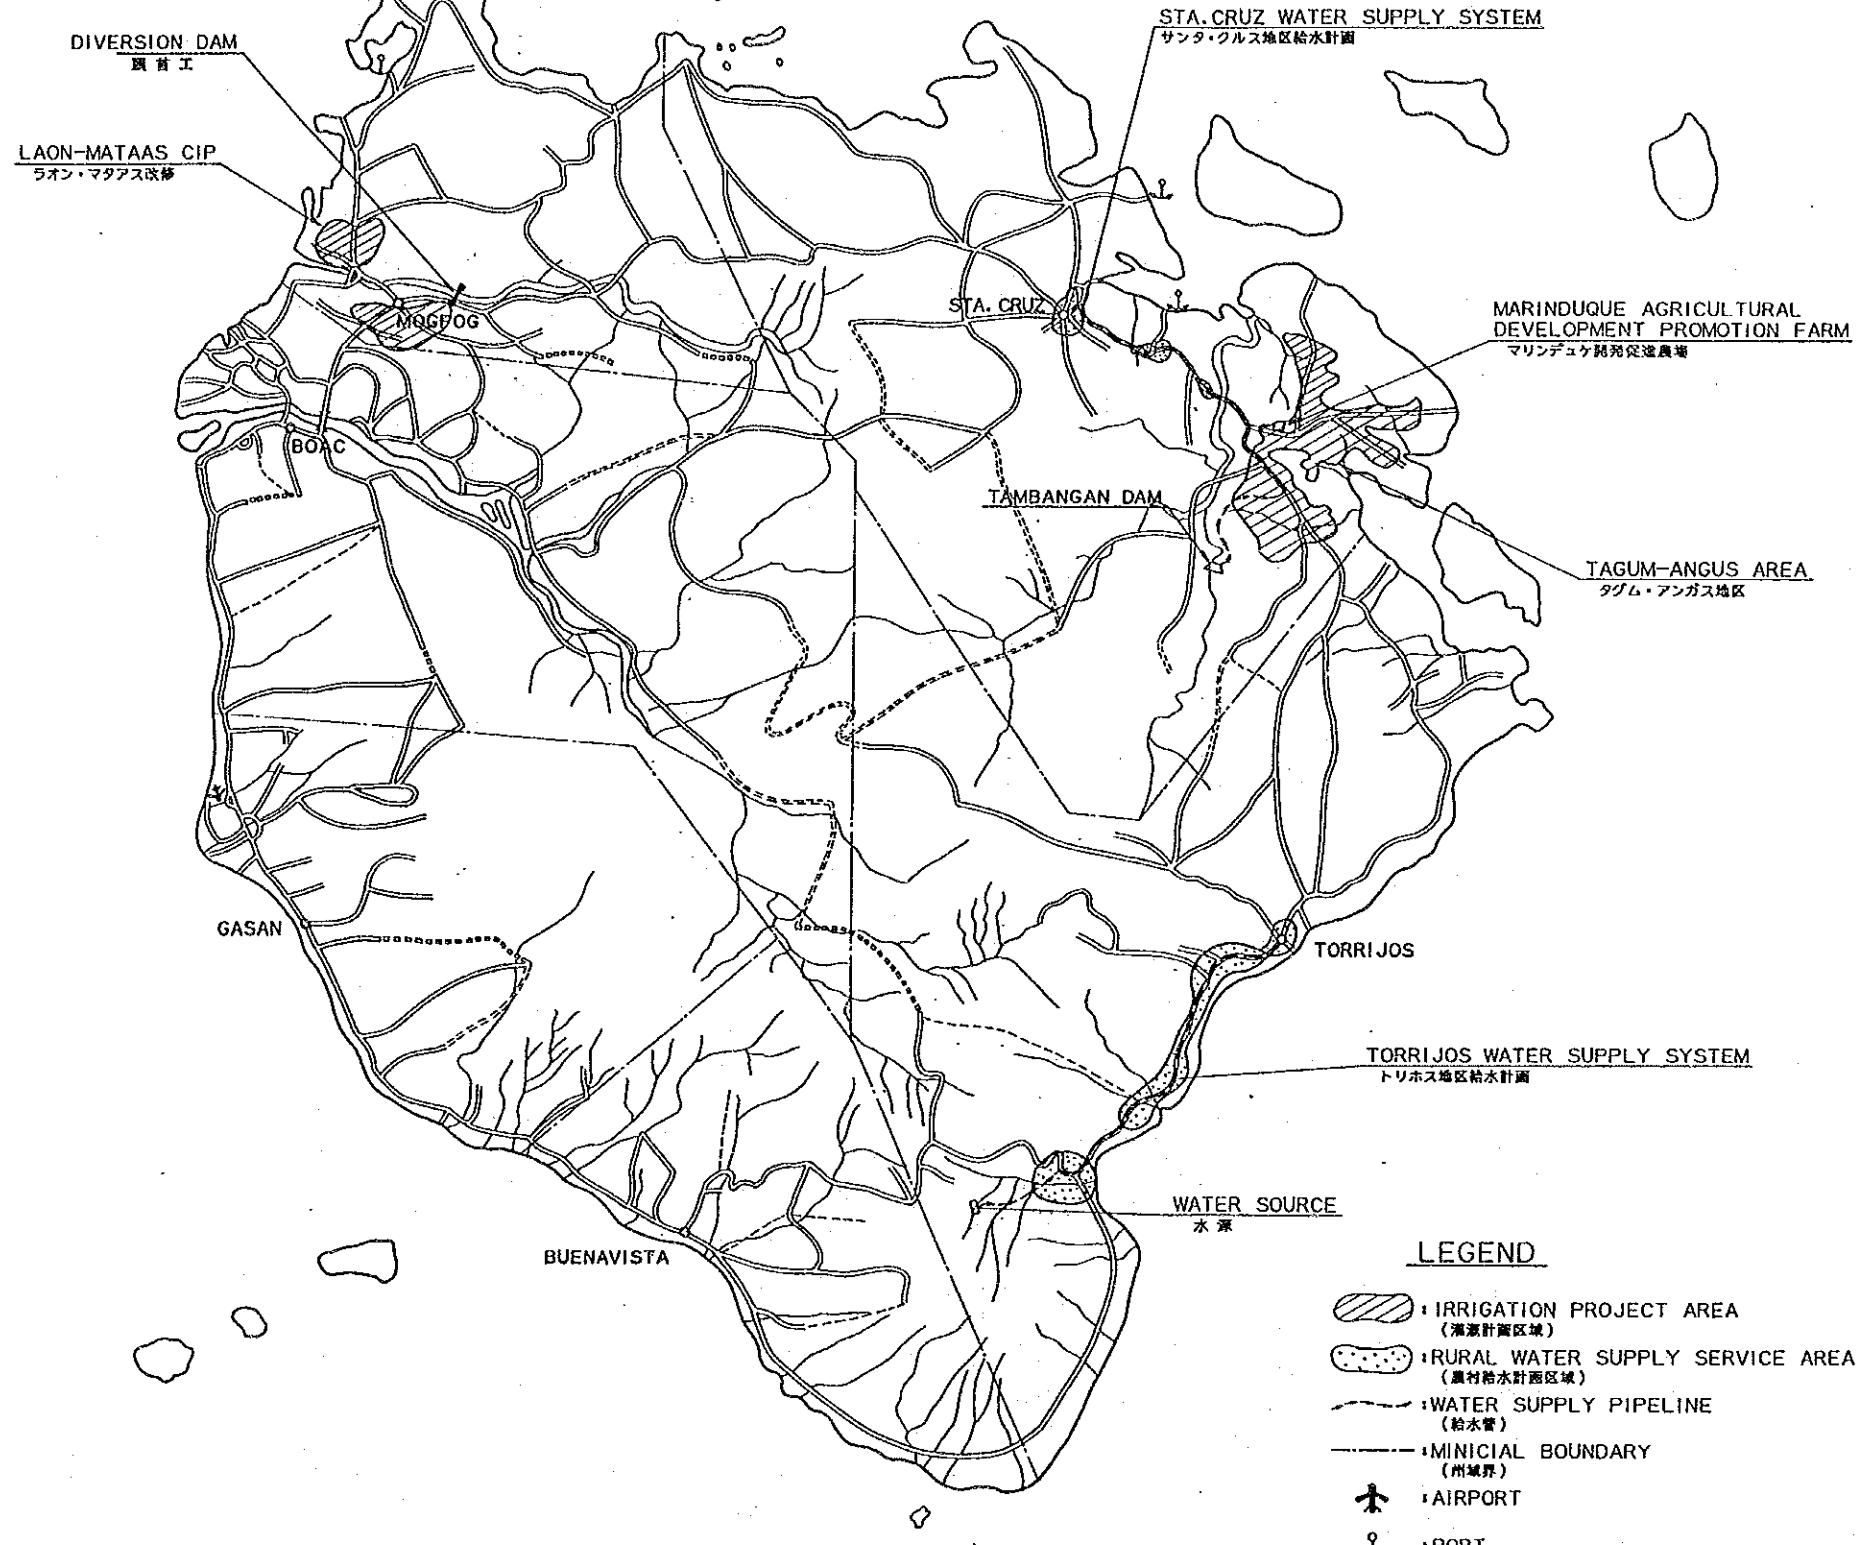 DIVERSION DAM
頭首工
LAON-MATAAS CIP
ラオン・マタアス改修
STA. CRUZ WATER SUPPLY SYSTEM
サンタ・クルス地区給水計画
MOGPOG
STA. CRUZ
BOAC
MARINDUQUE AGRICULTURAL
DEVELOPMENT PROMOTION FARM
マリンデュケ開発促進農場
TAMBANGAN DAM
TAGUM-ANGUS AREA
タグム・アンガス地区
GASAN
TORRIJOS
TORRIJOS WATER SUPPLY SYSTEM
トリホス地区給水計画
WATER SOURCE
水源
BUENAVISTA
LEGEND
: IRRIGATION PROJECT AREA
(灌漑計画区域)
: RURAL WATER SUPPLY SERVICE AREA
(農村給水計画区域)
: WATER SUPPLY PIPELINE
(給水管)
: MINICIAL BOUNDARY
(州域界)
: AIRPORT
: PORT